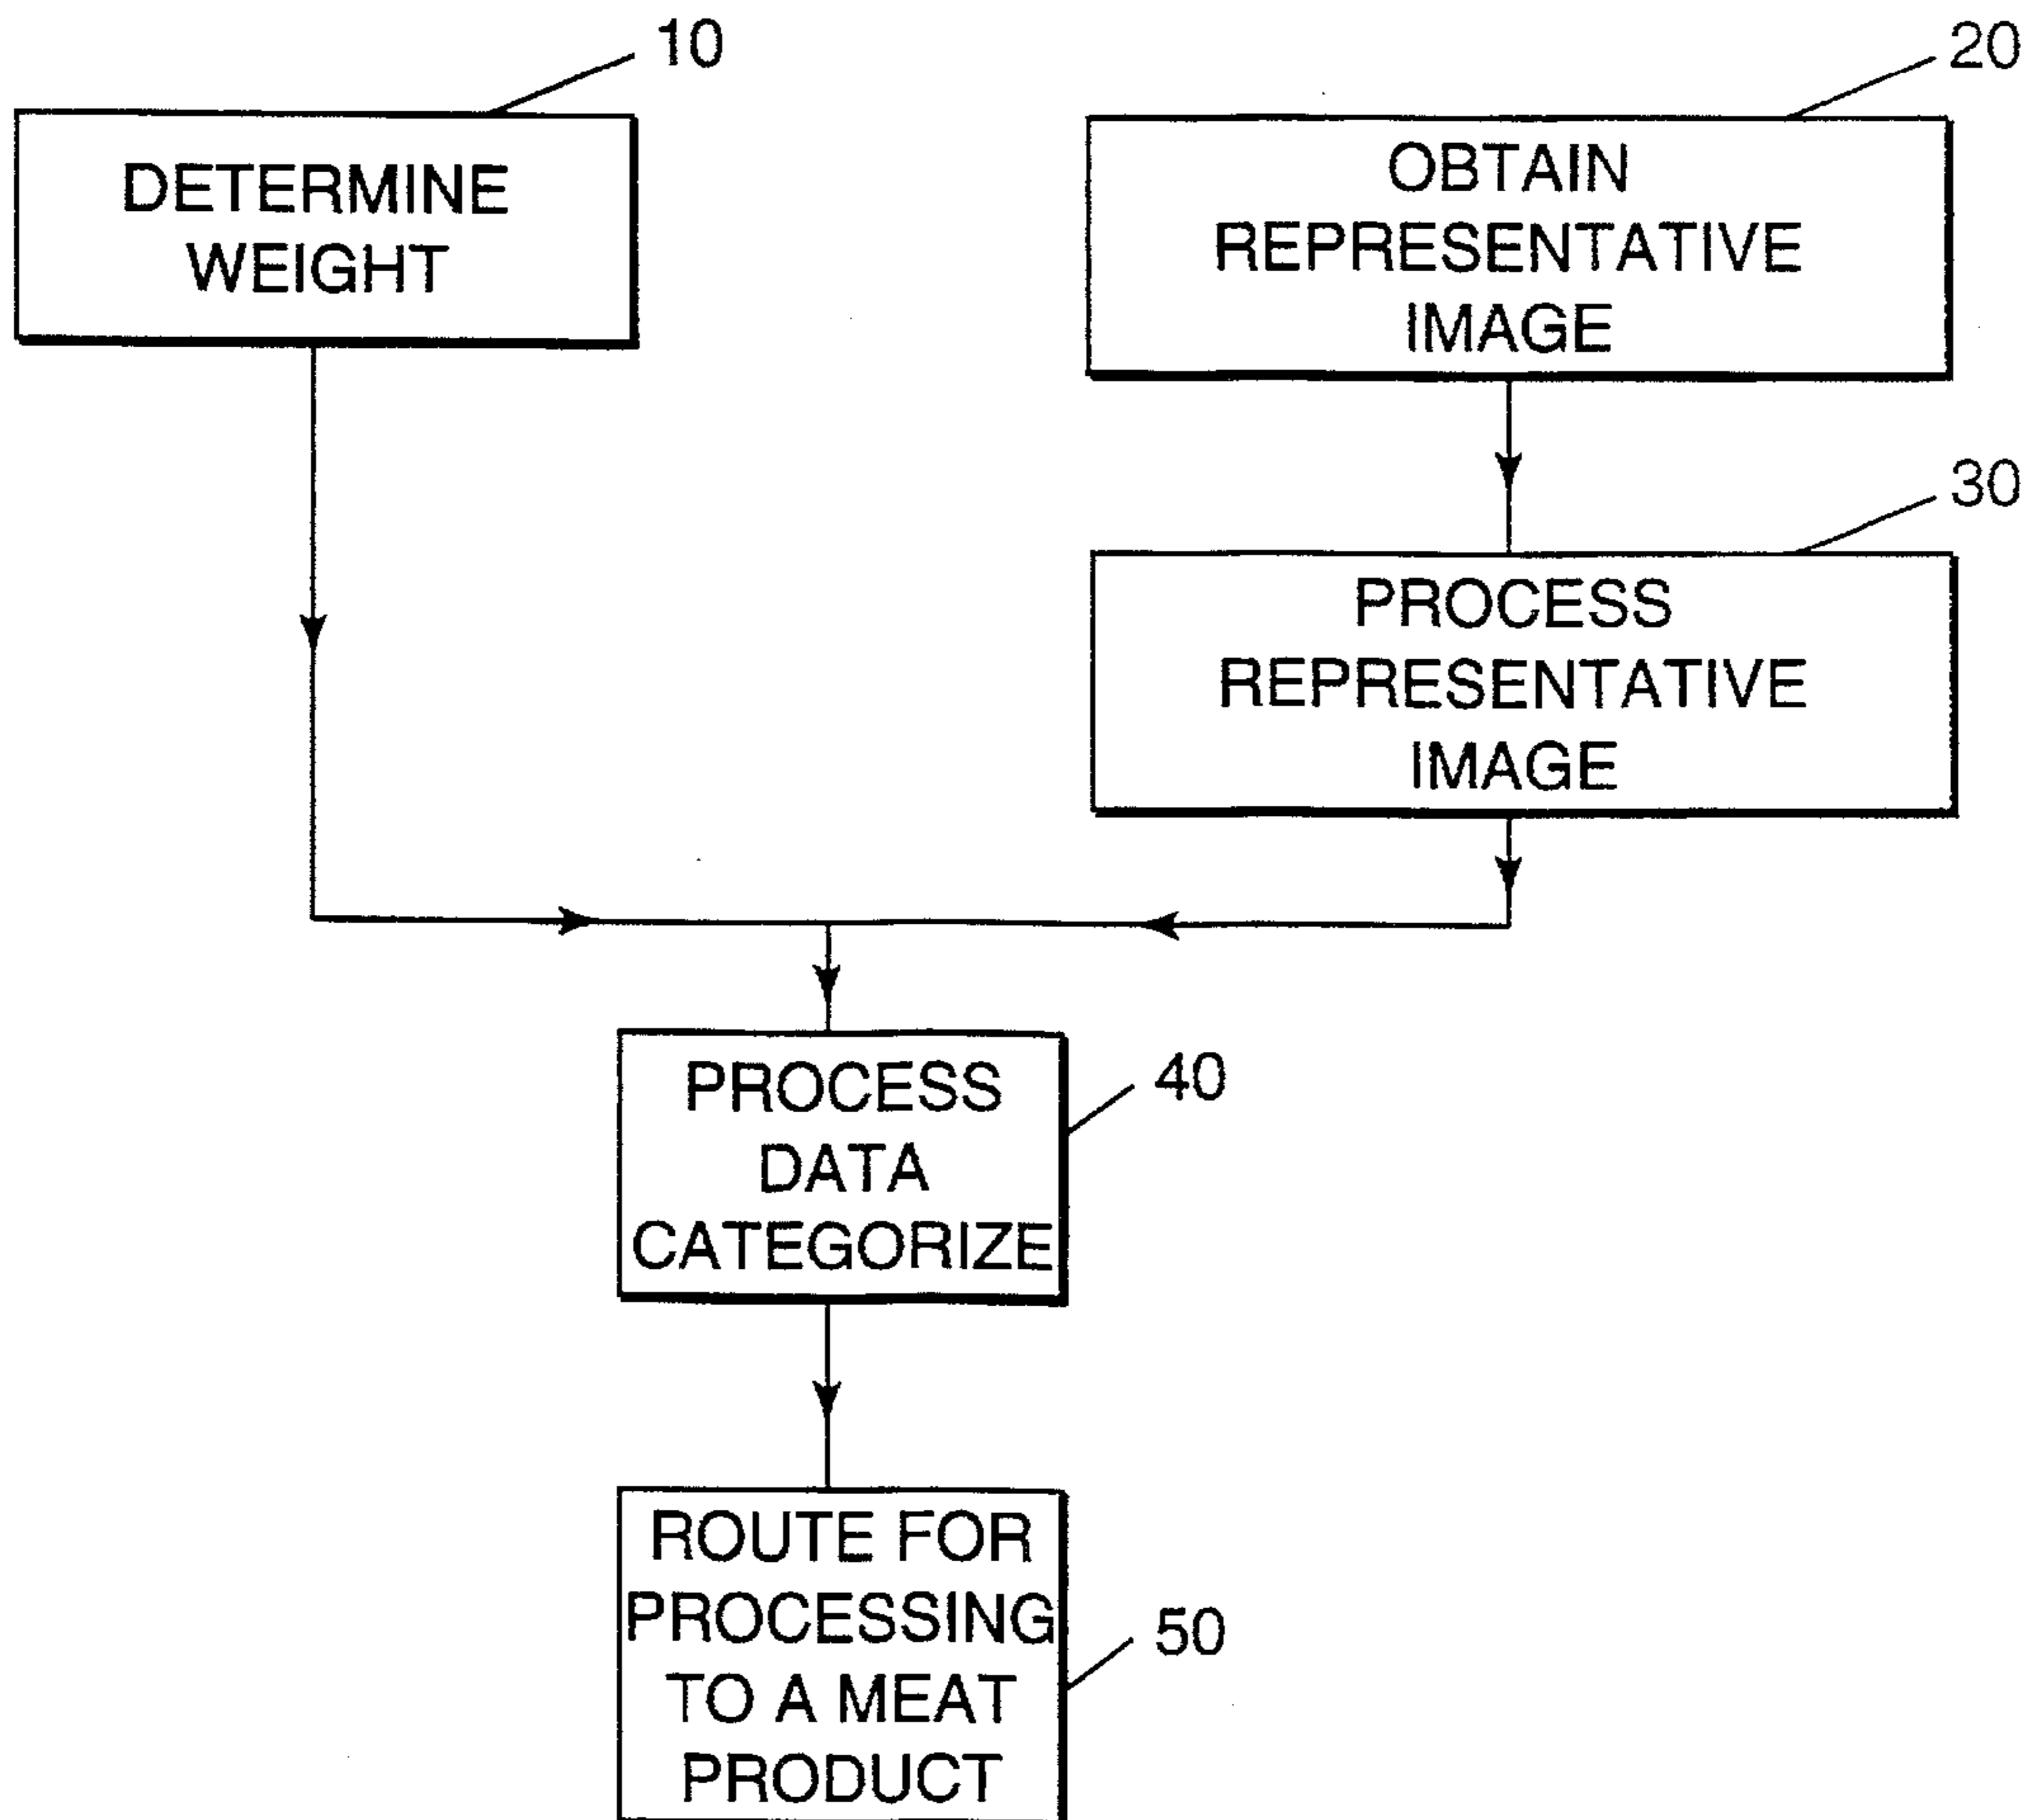 10
DETERMINE
WEIGHT
20
OBTAIN
REPRESENTATIVE
IMAGE
30
PROCESS
REPRESENTATIVE
IMAGE
40
PROCESS
DATA
CATEGORIZE
50
ROUTE FOR
PROCESSING
TO A MEAT
PRODUCT